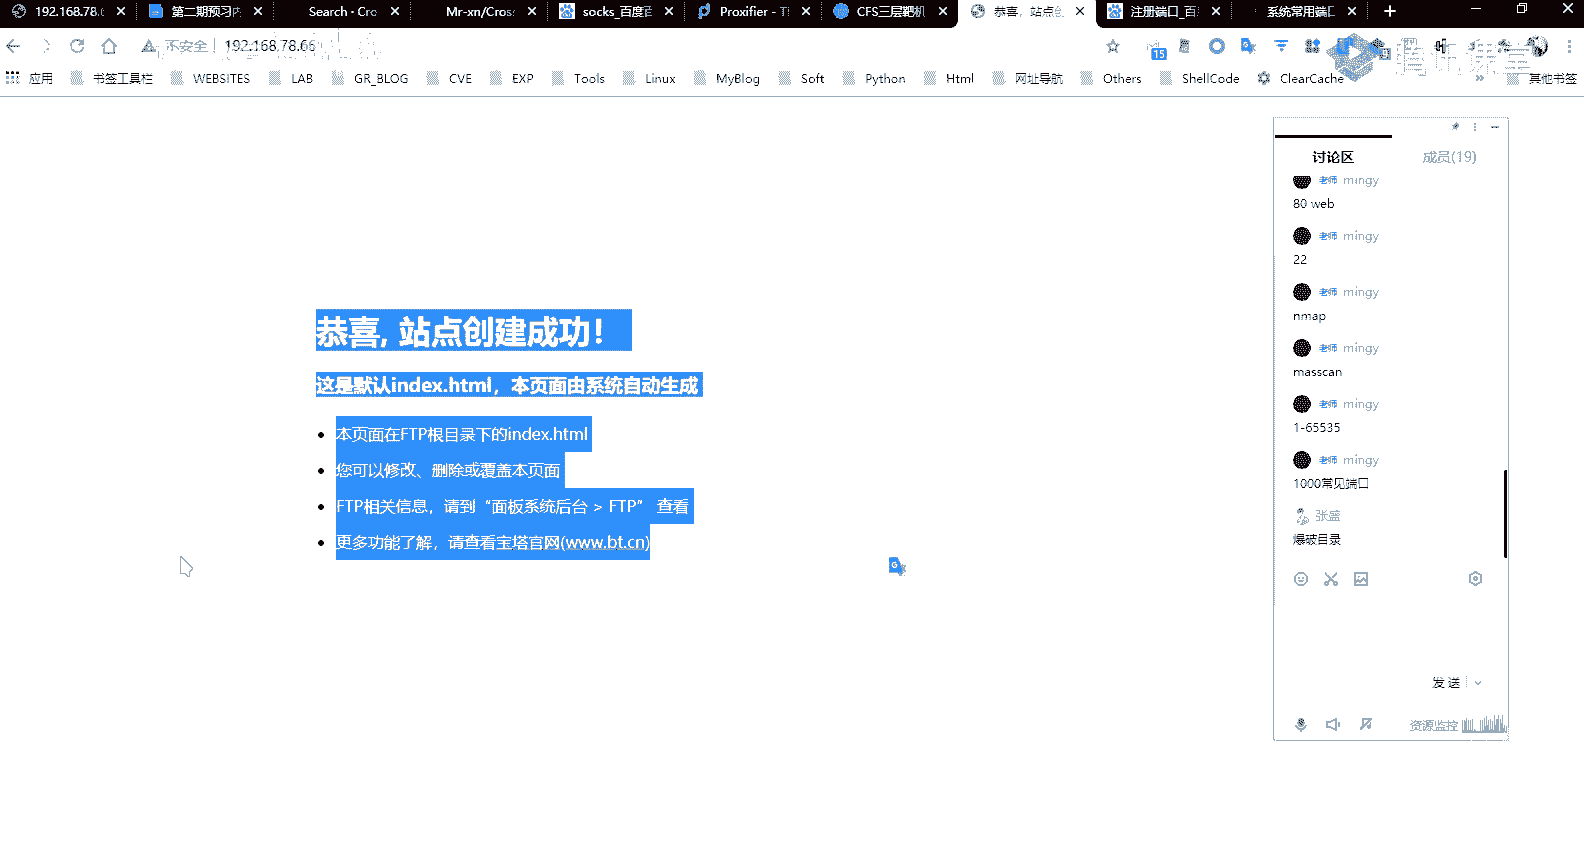 192.168.78.6
第二期预习内
Search · Cro
Mr-xn/Cross
socks_百度百
Proxifier - Th
CFS三层靶机
恭喜，站点创
注册端口_百
系统常用端口
不安全
192.168.78.66
15
腾讯课堂
应用
书签工具栏
WEBSITES
LAB
GR_BLOG
CVE
EXP
Tools
Linux
MyBlog
Soft
Python
Html
网址导航
Others
ShellCode
ClearCache
»
其他书签
恭喜, 站点创建成功！
这是默认index.html，本页面由系统自动生成
本页面在FTP根目录下的index.html
您可以修改、删除或覆盖本页面
FTP相关信息，请到“面板系统后台 > FTP” 查看
更多功能了解，请查看宝塔官网(www.bt.cn)
讨论区
成员(19)
老师 mingy
80 web
老师 mingy
22
老师 mingy
nmap
老师 mingy
masscan
老师 mingy
1-65535
老师 mingy
1000常见端口
张盛
爆破目录
发送
资源监控